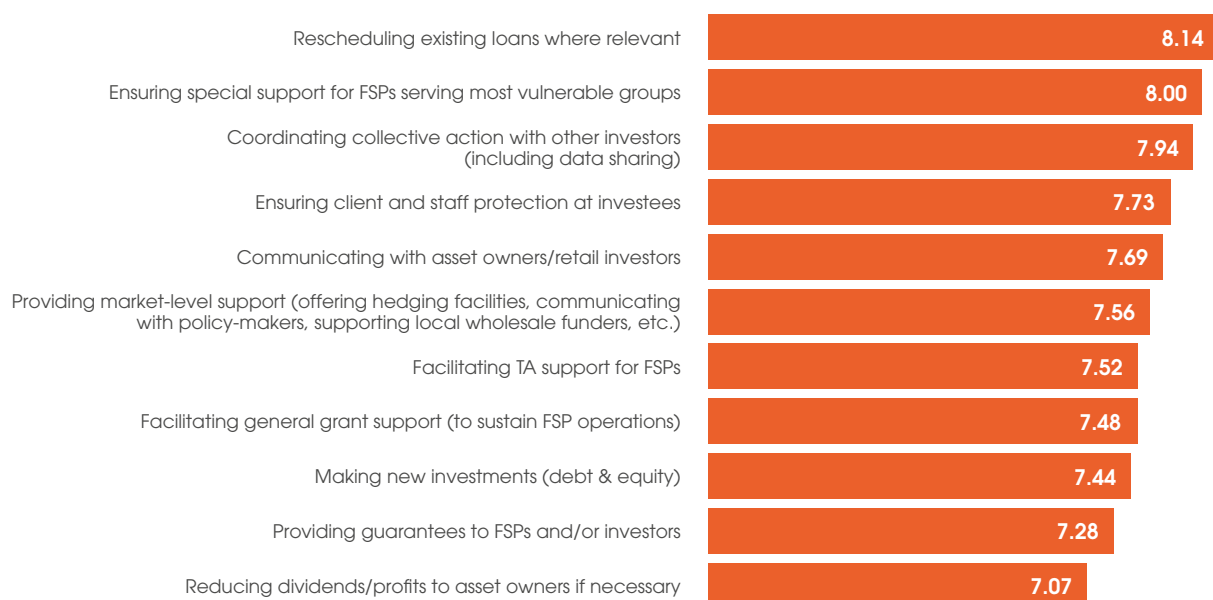 Rescheduling existing loans where relevant 8.14
Ensuring special support for FSPs serving most vulnerable groups 8.00
Coordinating collective action with other investors
(including data sharing) 7.94
Ensuring client and staff protection at investees 7.73
Communicating with asset owners/retail investors 7.69
Providing market-level support (offering hedging facilities, communicating
with policy-makers, supporting local wholesale funders, etc.) 7.56
Facilitating TA support for FSPs 7.52
Facilitating general grant support (to sustain FSP operations) 7.48
Making new investments (debt & equity) 7.44
Providing guarantees to FSPs and/or investors 7.28
Reducing dividends/profits to asset owners if necessary 7.07